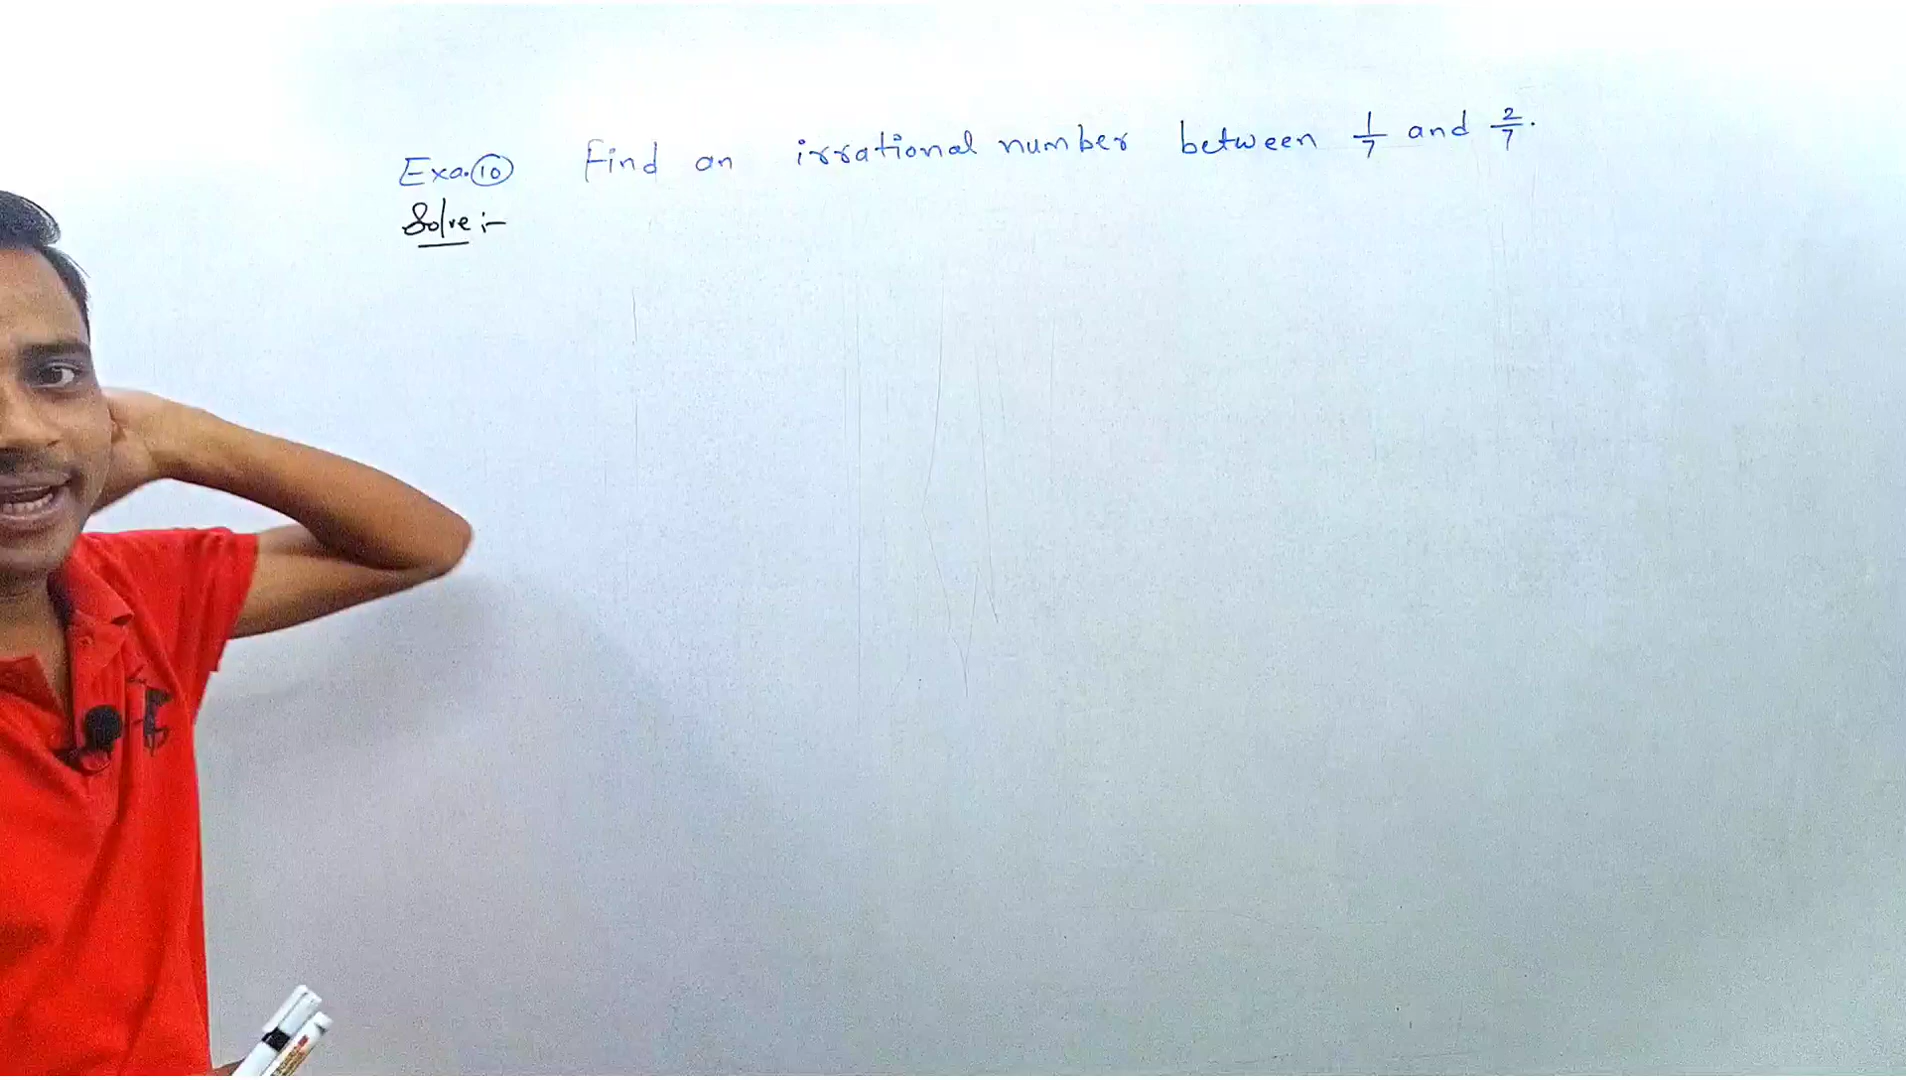 Exa. 10 Find an irrational number between 1/7 and 2/7.
Solve :-